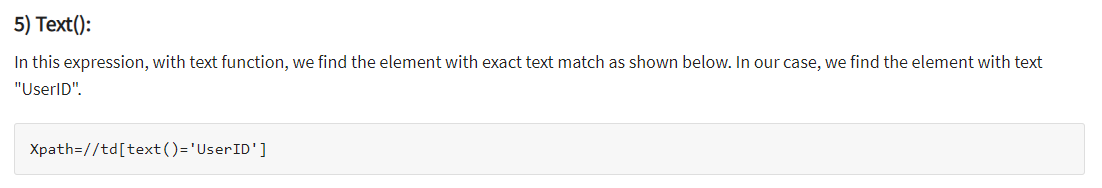 5) Text():
In this expression, with text function, we find the element with exact text match as shown below. In our case, we find the element with text
"UserID".
Xpath=//td[text()='UserID']